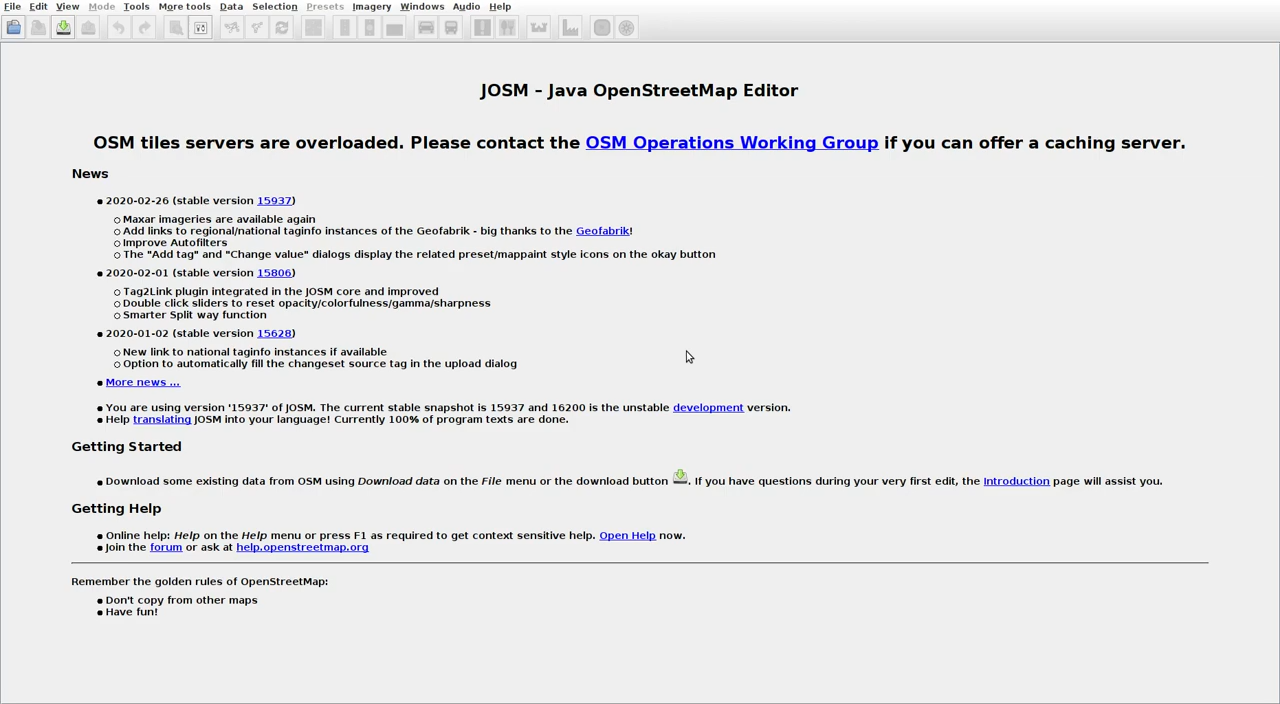 File Edit View Mode Tools More tools Data Selection Presets Imagery Windows Audio Help
JOSM – Java OpenStreetMap Editor
OSM tiles servers are overloaded. Please contact the OSM Operations Working Group if you can offer a caching server.
News
2020-02-26 (stable version 15937)
Maxar imageries are available again
Add links to regional/national taginfo instances of the Geofabrik - big thanks to the Geofabrik!
Improve Autofilters
The "Add tag" and "Change value" dialogs display the related preset/mappaint style icons on the okay button
2020-02-01 (stable version 15806)
Tag2Link plugin integrated in the JOSM core and improved
Double click sliders to reset opacity/colorfulness/gamma/sharpness
Smarter Split way function
2020-01-02 (stable version 15628)
New link to national taginfo instances if available
Option to automatically fill the changeset source tag in the upload dialog
More news ...
You are using version '15937' of JOSM. The current stable snapshot is 15937 and 16200 is the unstable development version.
Help translating JOSM into your language! Currently 100% of program texts are done.
Getting Started
Download some existing data from OSM using Download data on the File menu or the download button . If you have questions during your very first edit, the Introduction page will assist you.
Getting Help
Online help: Help on the Help menu or press F1 as required to get context sensitive help. Open Help now.
Join the forum or ask at help.openstreetmap.org
Remember the golden rules of OpenStreetMap:
Don't copy from other maps
Have fun!